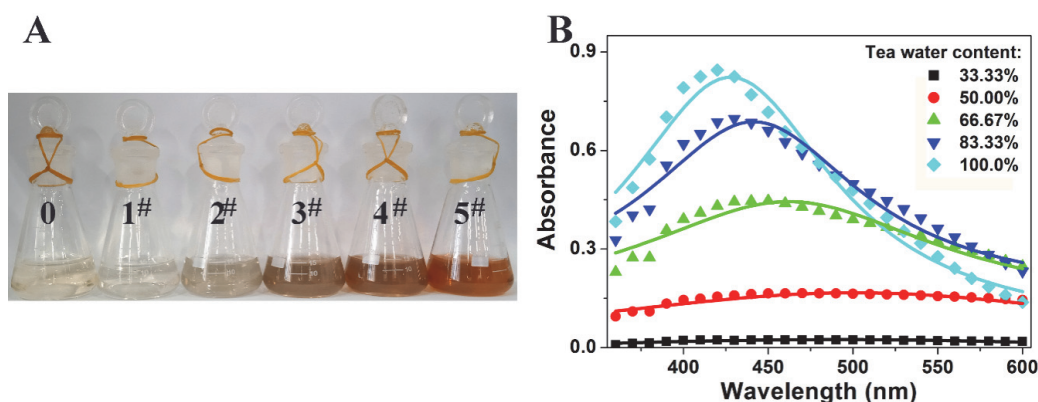 A
0 1# 2# 3# 4# 5#
B
Absorbance
0.9
0.6
0.3
0.0
400 450 500 550 600
Wavelength (nm)
Tea water content:
33.33%
50.00%
66.67%
83.33%
100.0%